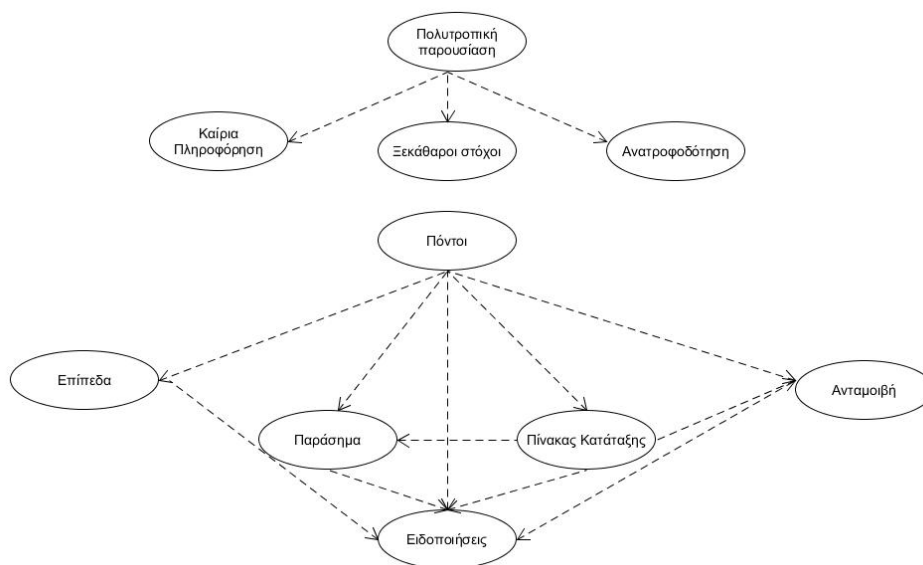 Πολυτροπική
παρουσίαση
Καίρια
Πληροφόρηση
Ξεκάθαροι στόχοι
Ανατροφοδότηση
Πόντοι
Επίπεδα
Ανταμοιβή
Παράσημα
Πίνακας Κατάταξης
Ειδοποιήσεις